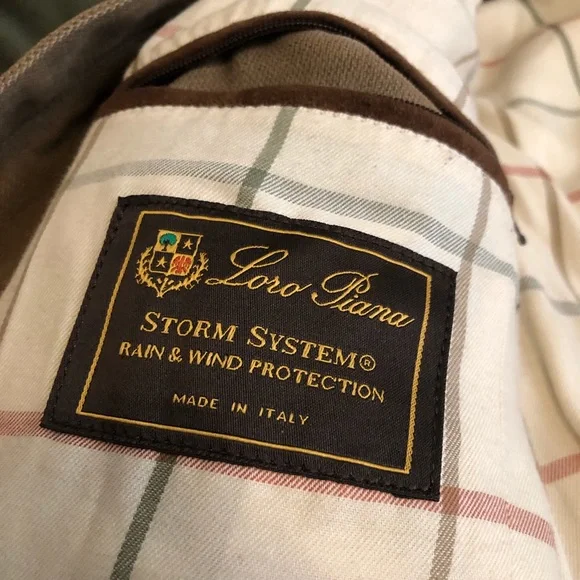 Loro Piana
STORM SYSTEM®
RAIN & WIND PROTECTION
MADE IN ITALY